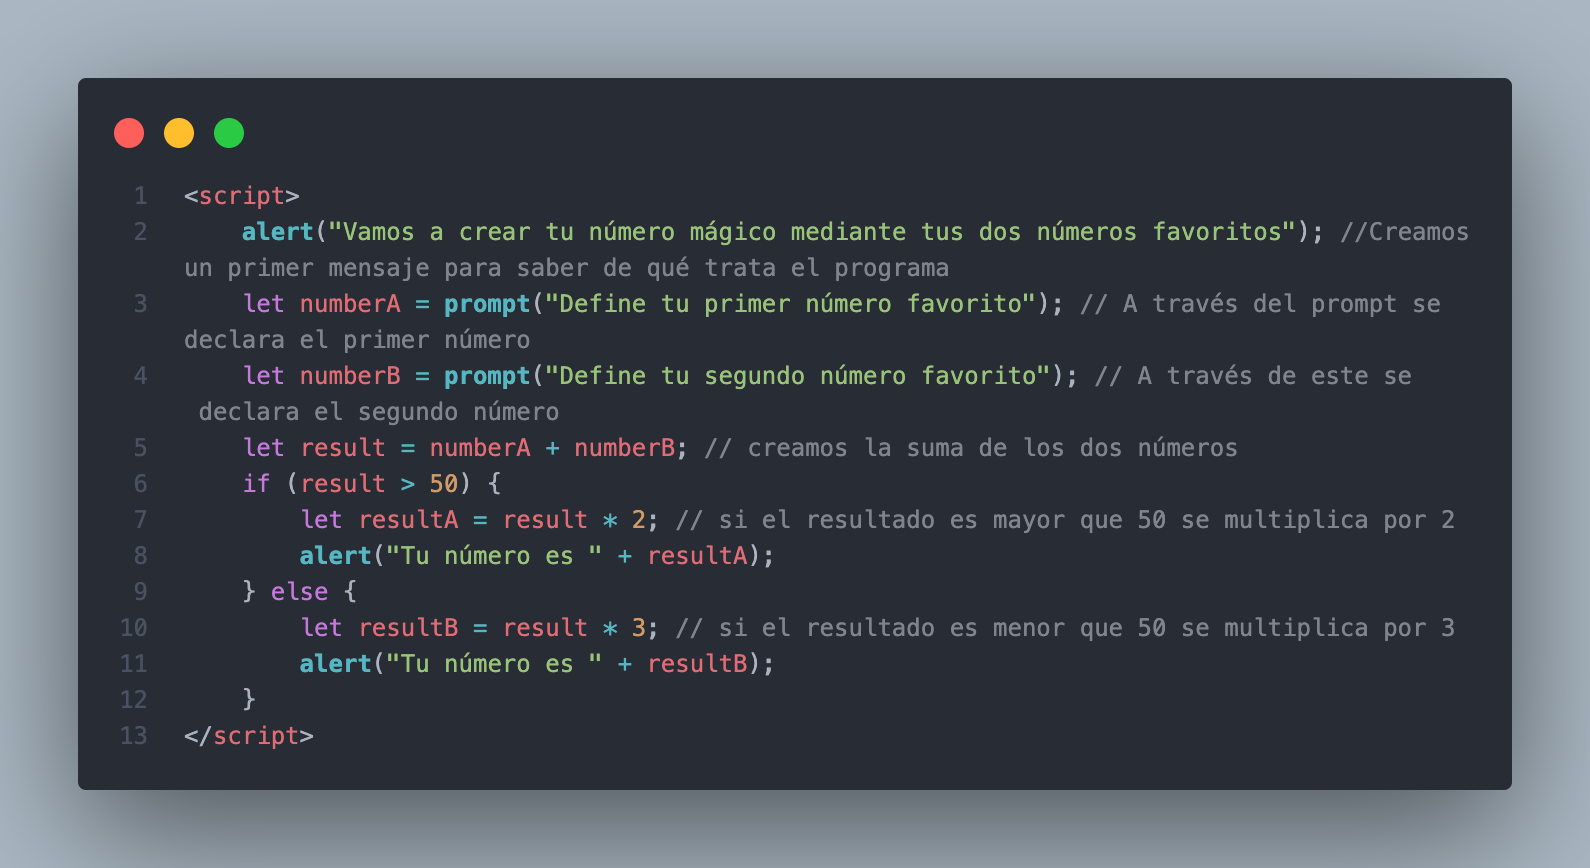 1 <script>
2     alert("Vamos a crear tu número mágico mediante tus dos números favoritos"); //Creamos
un primer mensaje para saber de qué trata el programa
3     let numberA = prompt("Define tu primer número favorito"); // A través del prompt se
declara el primer número
4     let numberB = prompt("Define tu segundo número favorito"); // A través de este se
 declara el segundo número
5     let result = numberA + numberB; // creamos la suma de los dos números
6     if (result > 50) {
7         let resultA = result * 2; // si el resultado es mayor que 50 se multiplica por 2
8         alert("Tu número es " + resultA);
9     } else {
10         let resultB = result * 3; // si el resultado es menor que 50 se multiplica por 3
11         alert("Tu número es " + resultB);
12     }
13 </script>